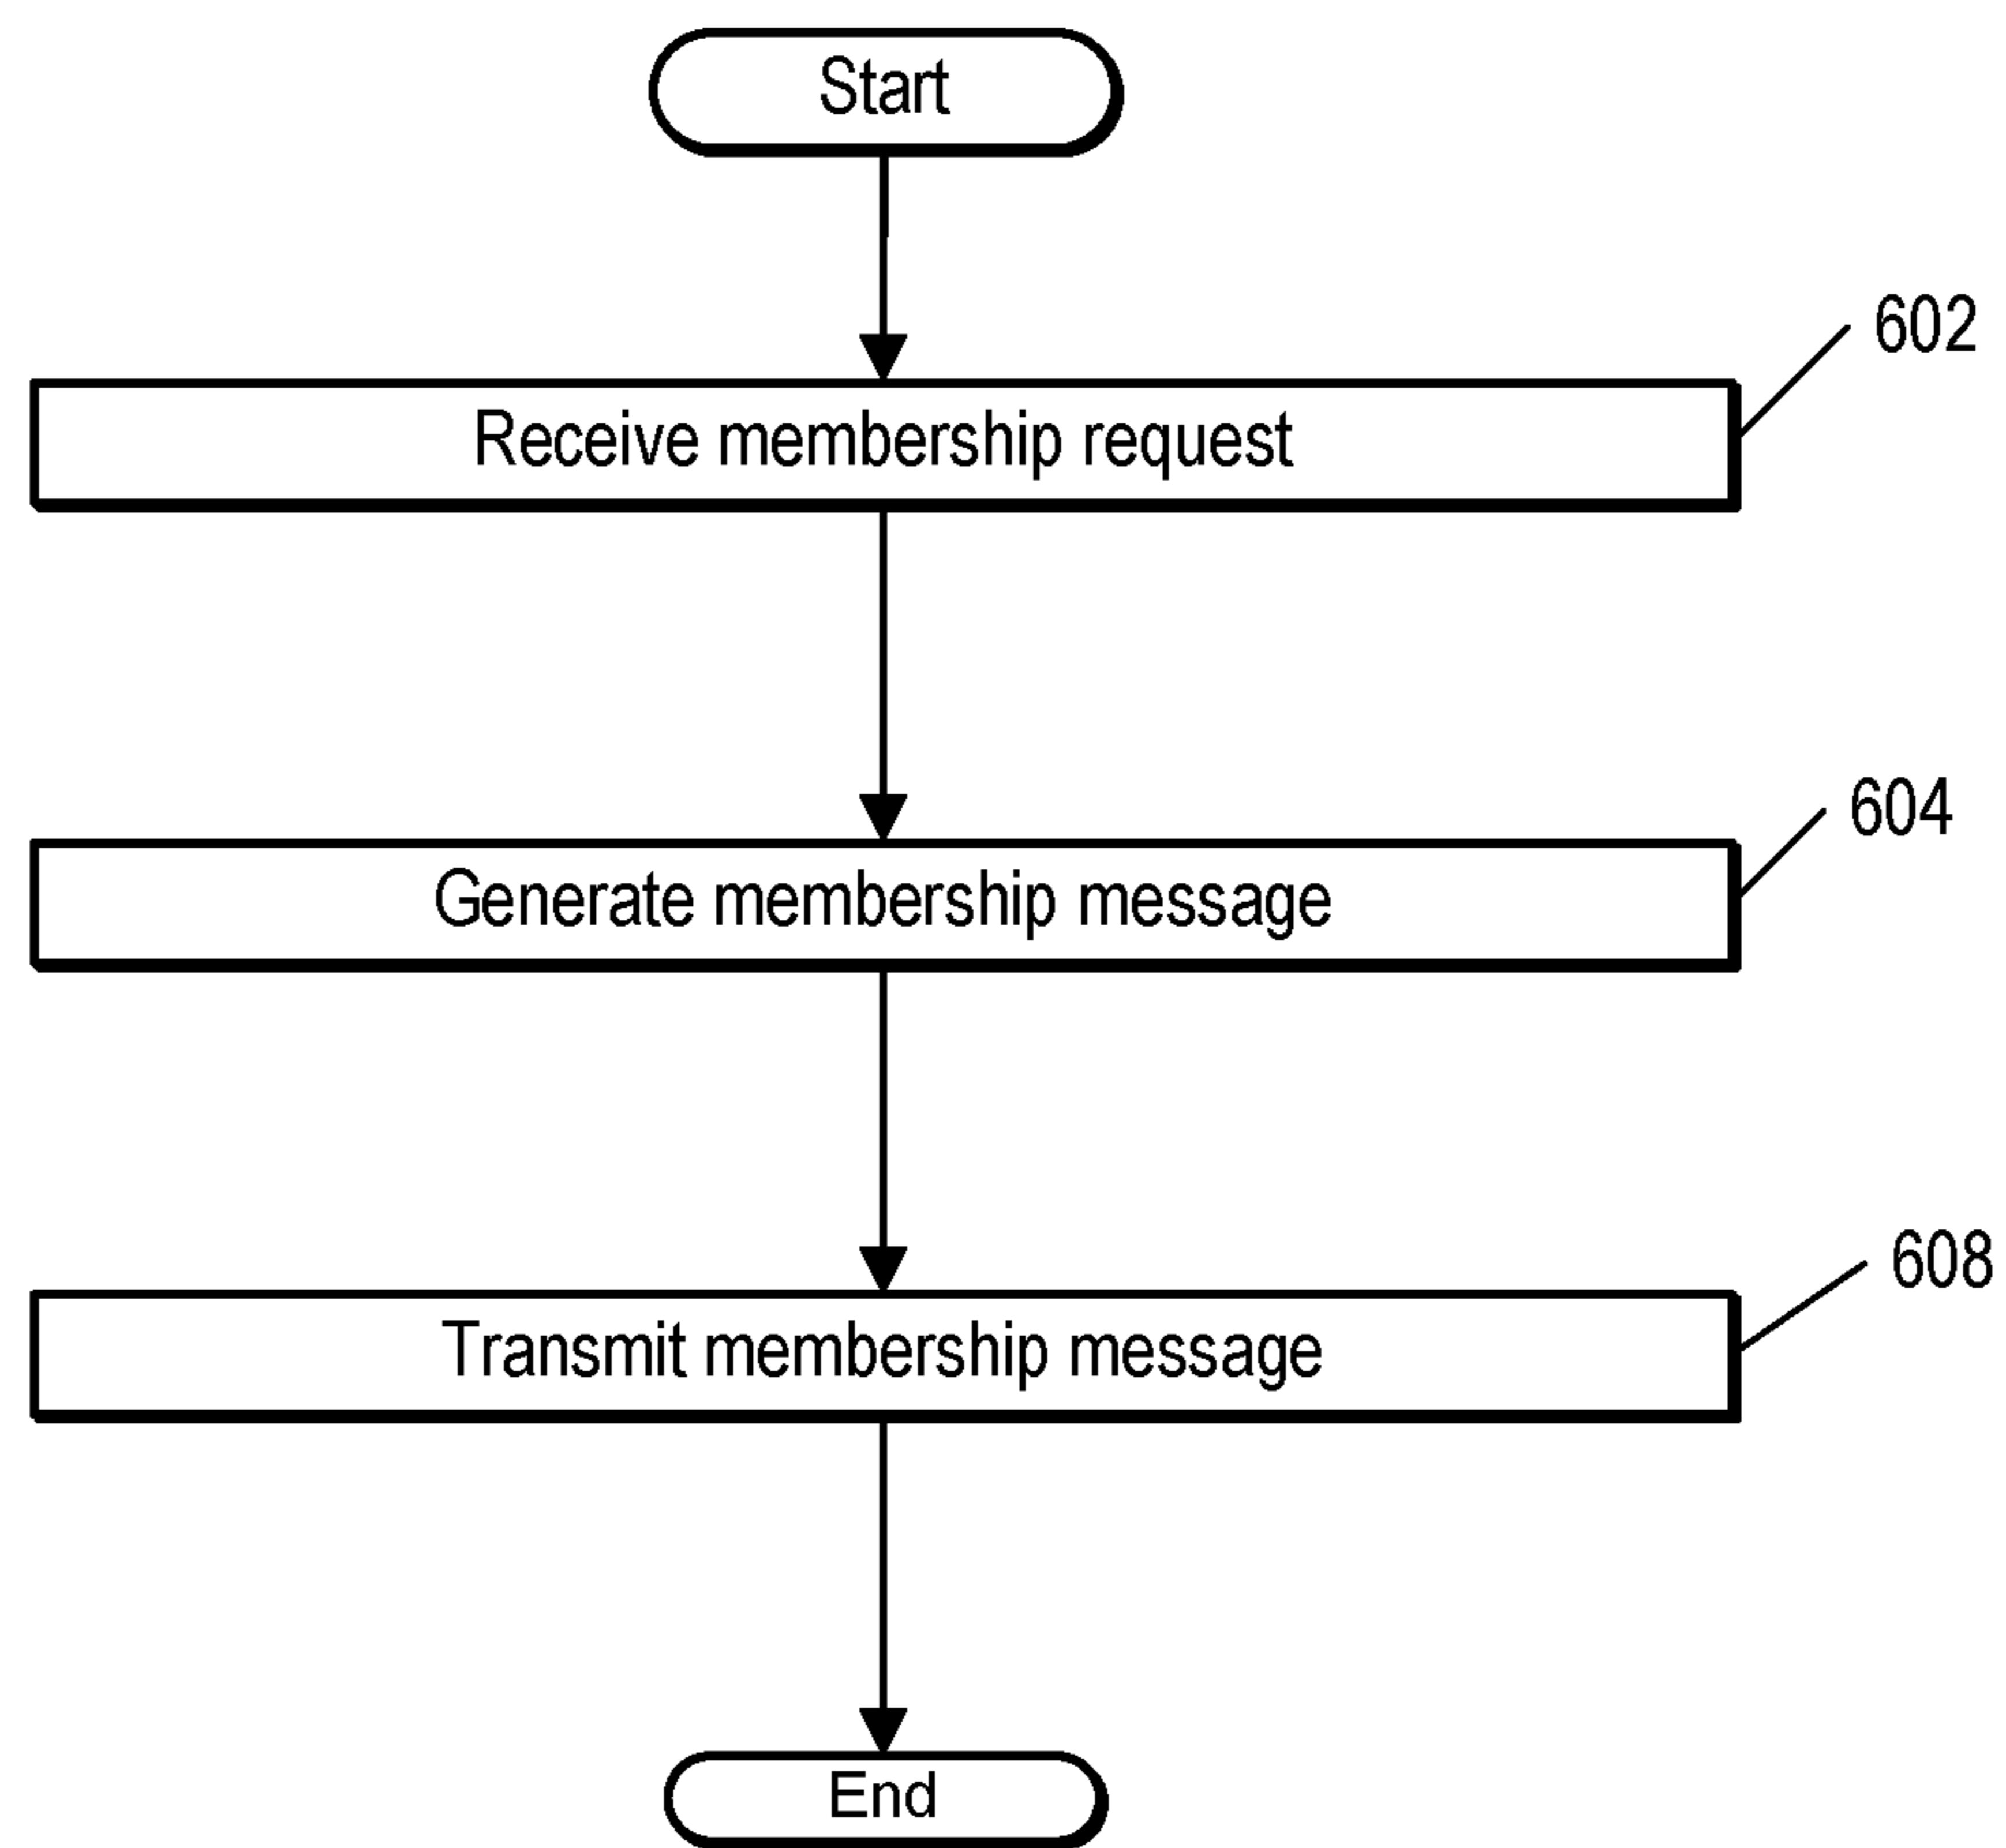 Start
602
Receive membership request
604
Generate membership message
608
Transmit membership message
End